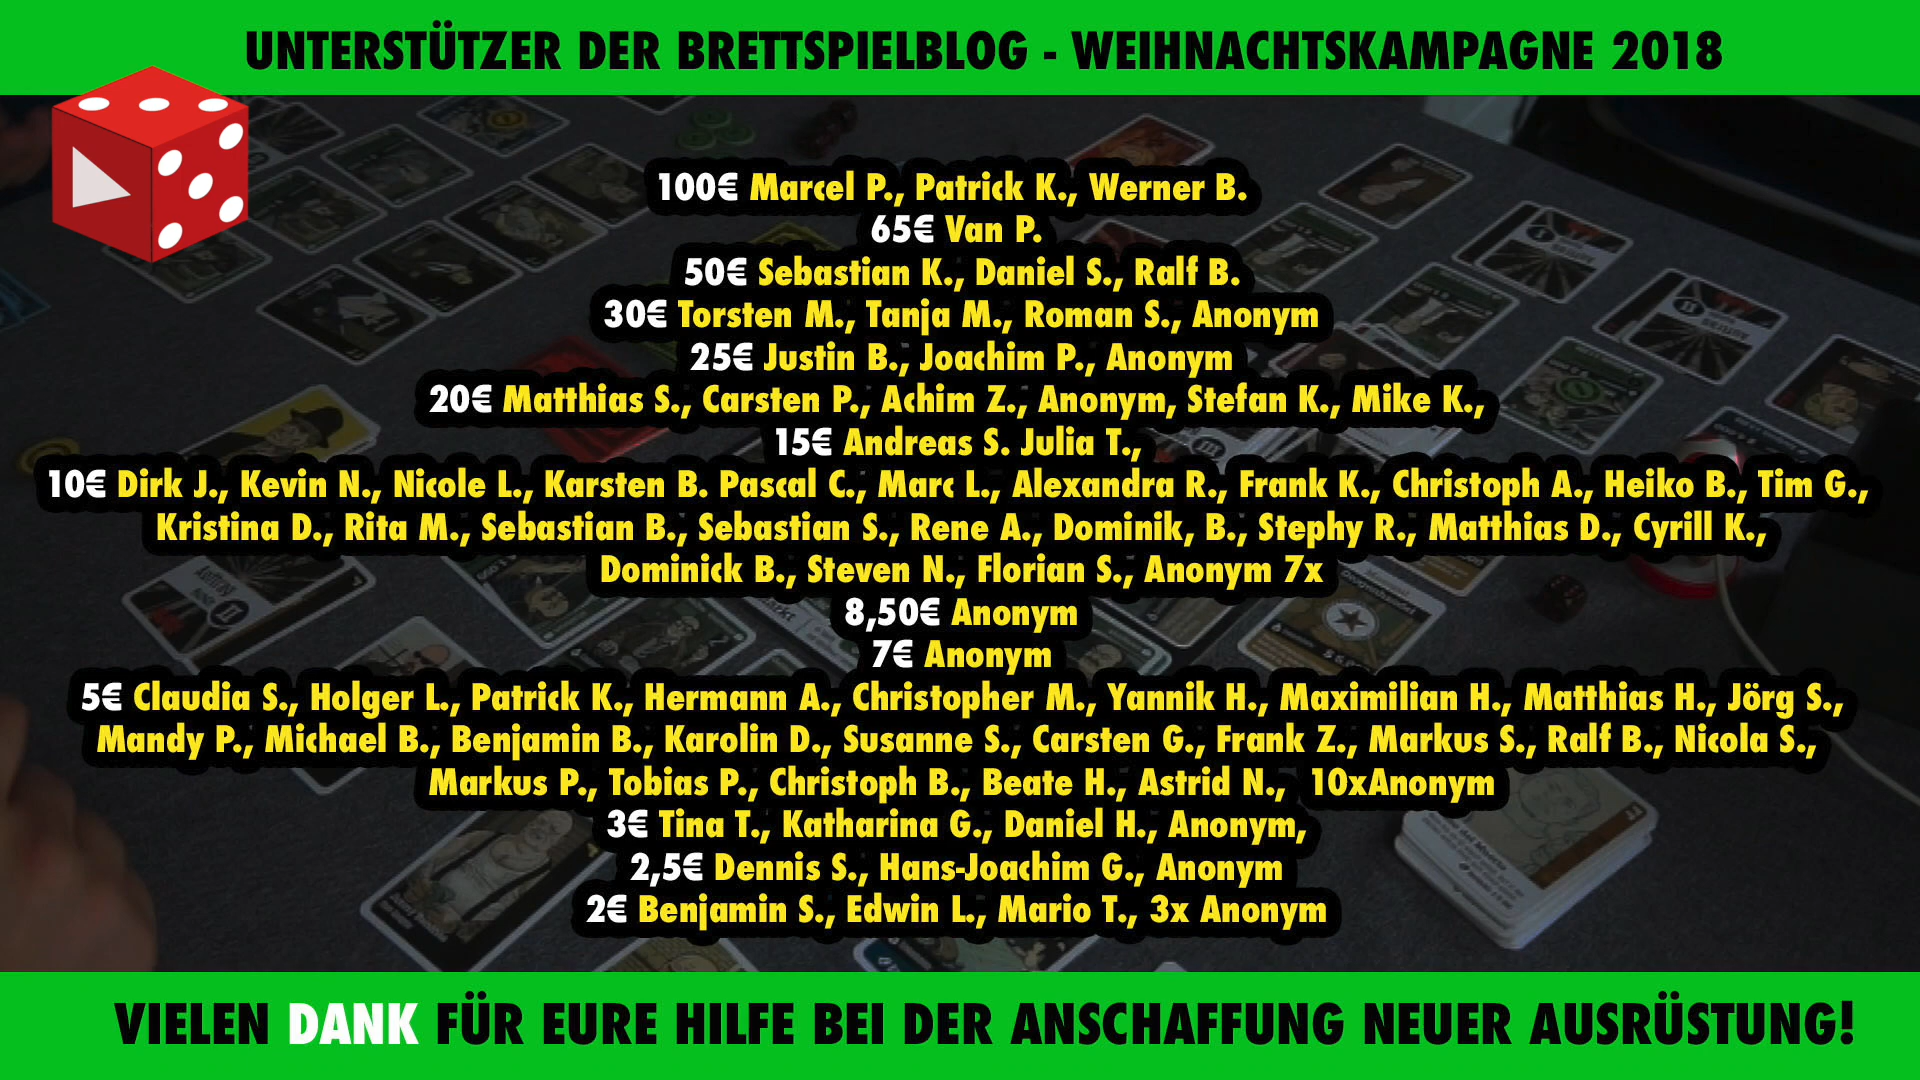 UNTERSTÜTZER DER BRETTSPIELBLOG - WEIHNACHTSKAMPAGNE 2018
100€ Marcel P., Patrick K., Werner B.
65€ Van P.
50€ Sebastian K., Daniel S., Ralf B.
30€ Torsten M., Tanja M., Roman S., Anonym
25€ Justin B., Joachim P., Anonym
20€ Matthias S., Carsten P., Achim Z., Anonym, Stefan K., Mike K.,
15€ Andreas S. Julia T.,
10€ Dirk J., Kevin N., Nicole L., Karsten B. Pascal C., Marc L., Alexandra R., Frank K., Christoph A., Heiko B., Tim G.,
Kristina D., Rita M., Sebastian B., Sebastian S., Rene A., Dominik, B., Stephy R., Matthias D., Cyrill K.,
Dominick B., Steven N., Florian S., Anonym 7x
8,50€ Anonym
7€ Anonym
5€ Claudia S., Holger L., Patrick K., Hermann A., Christopher M., Yannik H., Maximilian H., Matthias H., Jörg S.,
Mandy P., Michael B., Benjamin B., Karolin D., Susanne S., Carsten G., Frank Z., Markus S., Ralf B., Nicola S.,
Markus P., Tobias P., Christoph B., Beate H., Astrid N., 10xAnonym
3€ Tina T., Katharina G., Daniel H., Anonym,
2,5€ Dennis S., Hans-Joachim G., Anonym
2€ Benjamin S., Edwin L., Mario T., 3x Anonym
VIELEN DANK FÜR EURE HILFE BEI DER ANSCHAFFUNG NEUER AUSRÜSTUNG!